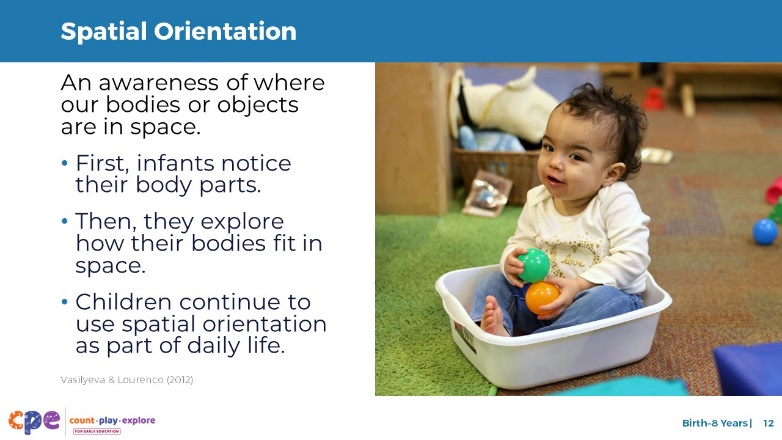 Spatial Orientation
An awareness of where
our bodies or objects
are in space.
• First, infants notice
their body parts.
• Then, they explore
how their bodies fit in
space.
• Children continue to
use spatial orientation
as part of daily life.
Vasilyeva & Lourenco (2012)
love
cpe
count·play·explore
FOR EARLY EDUCATION
Birth–8 Years| 12